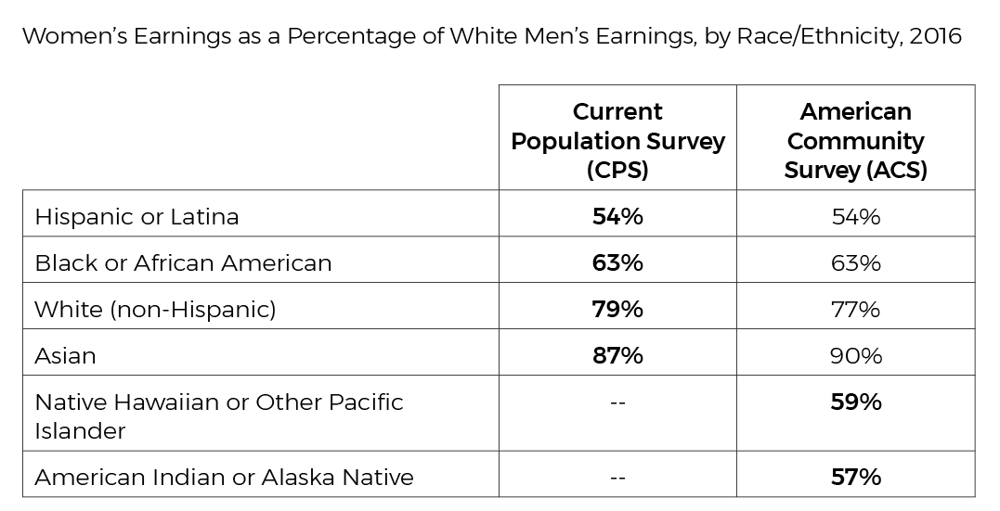 Women’s Earnings as a Percentage of White Men’s Earnings, by Race/Ethnicity, 2016
Current
Population Survey
(CPS)
American
Community
Survey (ACS)
Hispanic or Latina 54% 54%
Black or African American 63% 63%
White (non-Hispanic) 79% 77%
Asian 87% 90%
Native Hawaiian or Other Pacific
Islander
-- 59%
American Indian or Alaska Native -- 57%